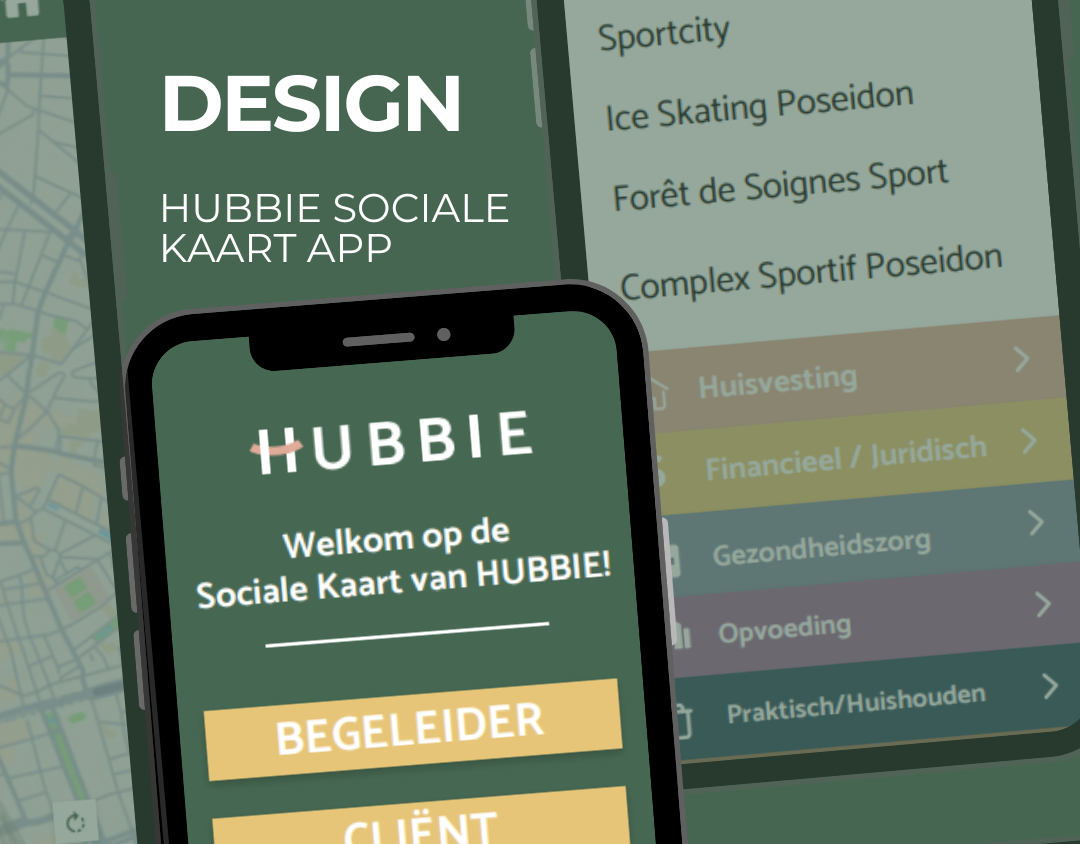 DESIGN
HUBBIE SOCIALE
KAART APP
HUBBIE
Welkom op de
Sociale Kaart van HUBBIE!
BEGELEIDER
CLIËNT
Sportcity
Ice Skating Poseidon
Forêt de Soignes Sport
Complex Sportif Poseidon
Huisvesting
Financieel / Juridisch
Gezondheidszorg
Opvoeding
Praktisch/Huishouden